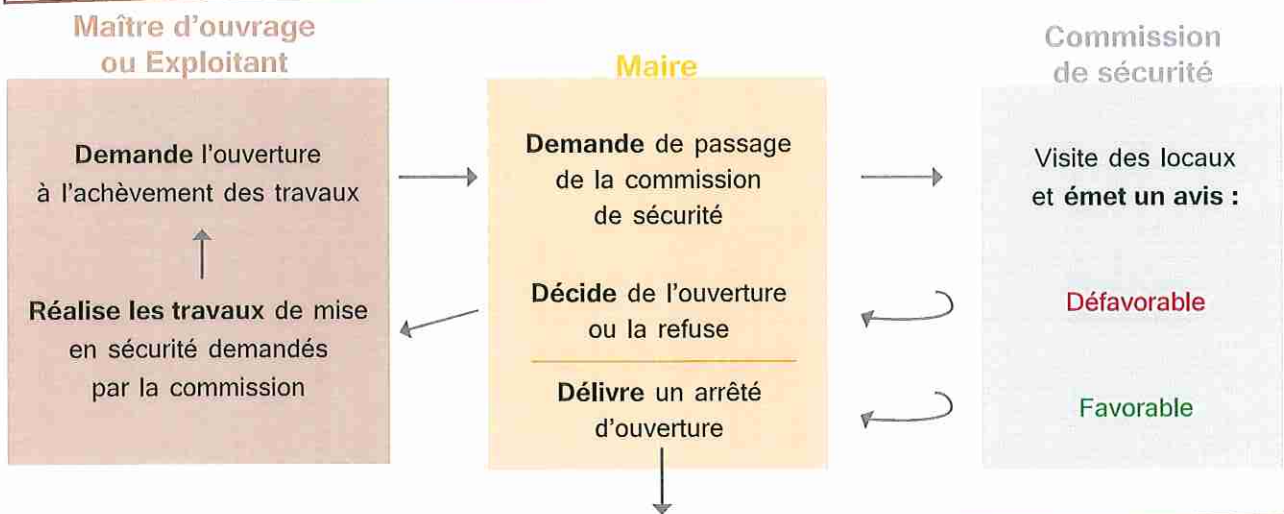 Maître d'ouvrage
ou Exploitant
Demande l'ouverture
à l'achèvement des travaux
Réalise les travaux de mise
en sécurité demandés
par la commission
Maire
Demande de passage
de la commission
de sécurité
Décide de l'ouverture
ou la refuse
Délivre un arrêté
d'ouverture
Commission
de sécurité
Visite des locaux
et émet un avis :
Défavorable
Favorable